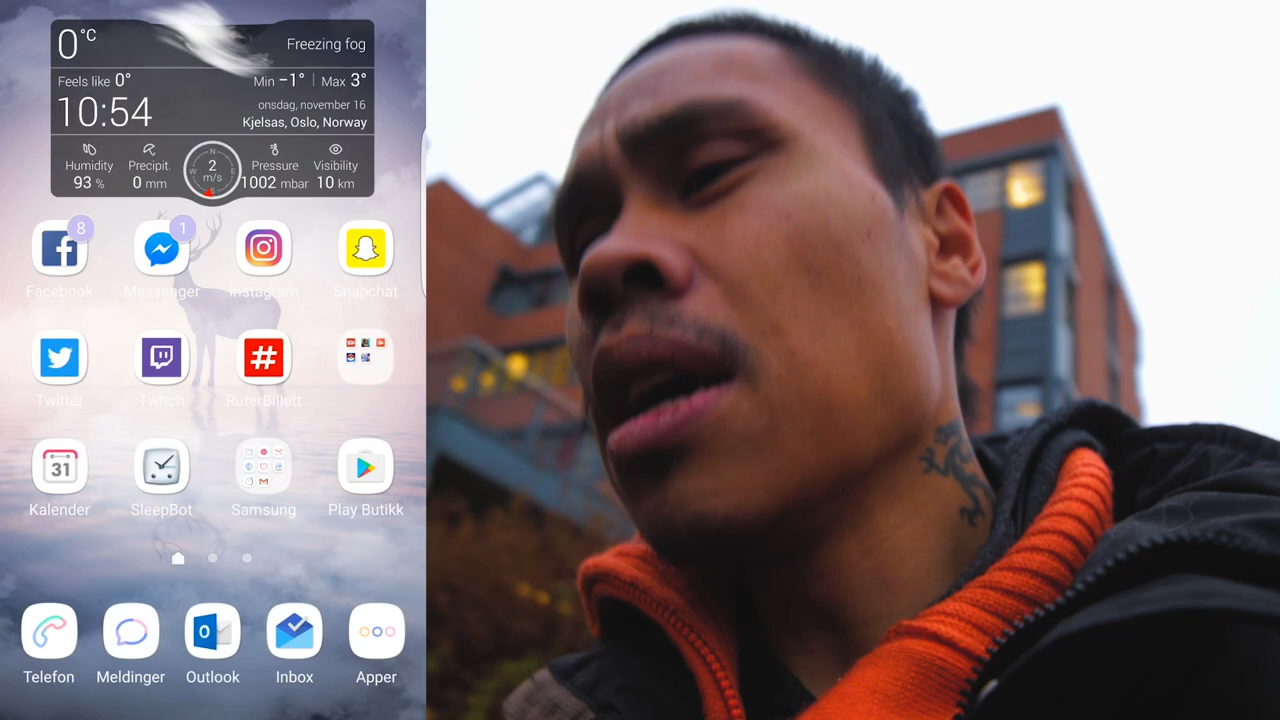 0°C
Freezing fog
Feels like 0°
Min −1° | Max 3°
10:54
onsdag, november 16
Kjelsas, Oslo, Norway
Humidity
Precipit.
N
W
E
2
m/s
Pressure
Visibility
93 %
0 mm
1002 mbar
10 km
8
1
Facebook
Messenger
Instagram
Snapchat
Twitter
Twitch
RuterBillett
31
Kalender
SleepBot
Samsung
Play Butikk
Telefon
Meldinger
Outlook
Inbox
Apper